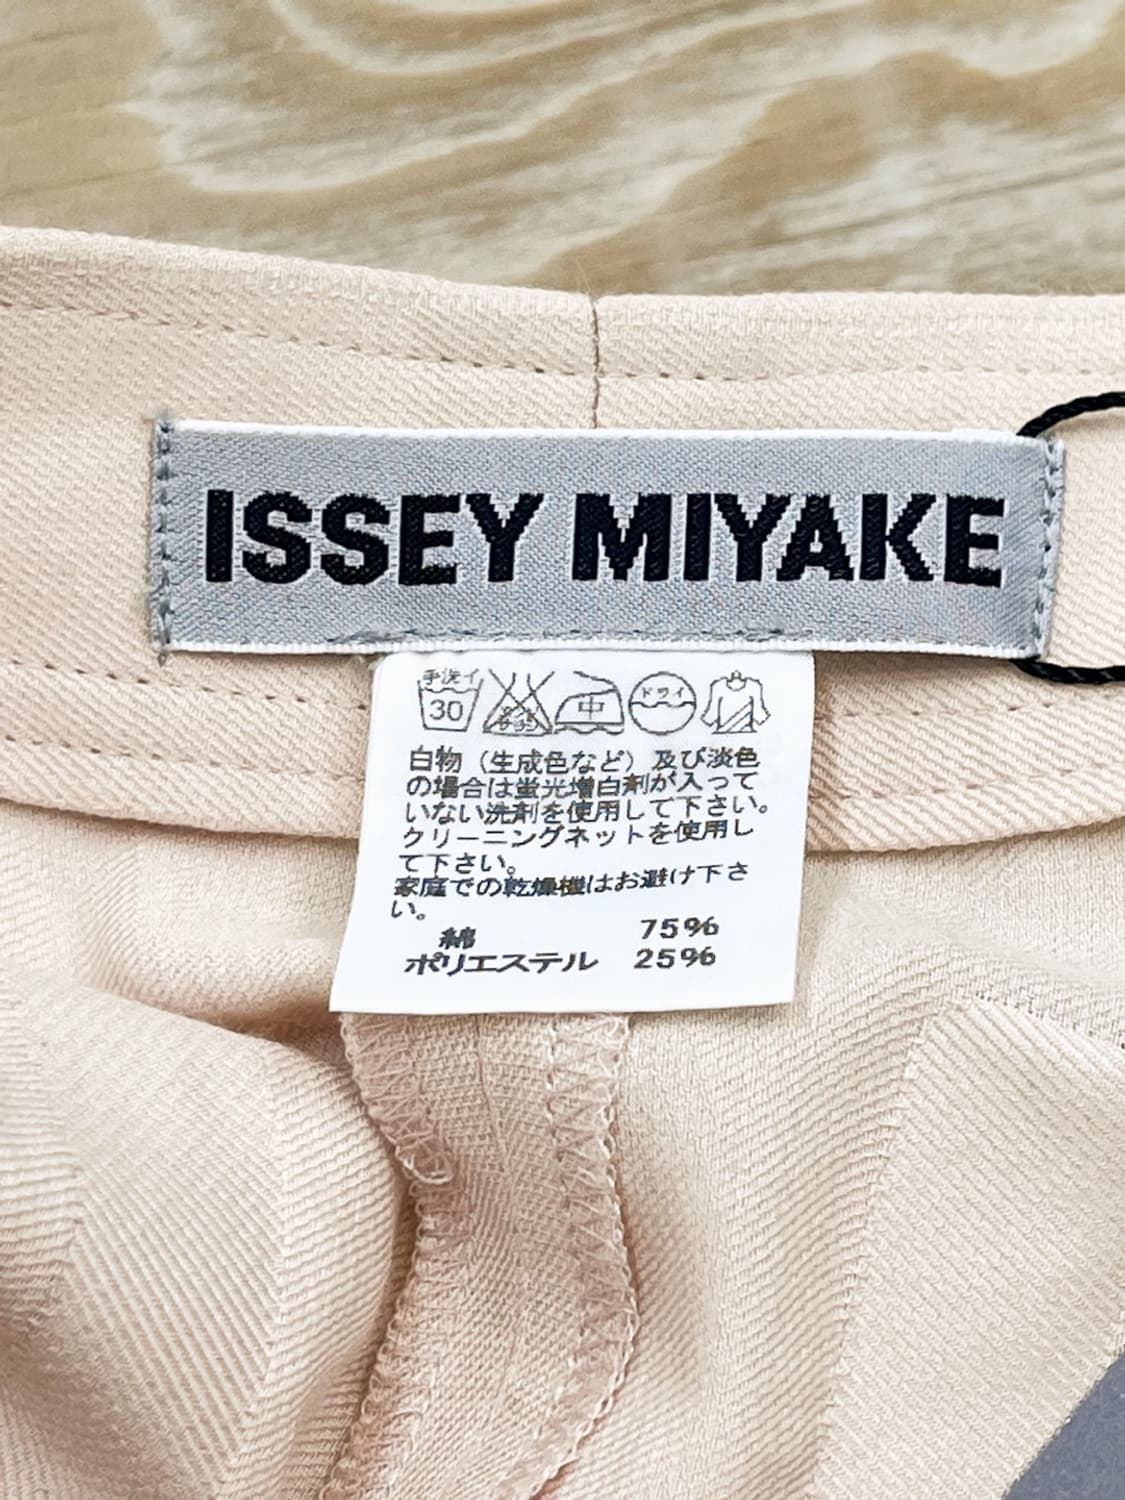 ISSEY MIYAKE
手洗イ
30
中
ドライ
白物（生成色など）及び淡色
の場合は蛍光増白剤が入って
いない洗剤を使用して下さい。
クリーニングネットを使用し
て下さい。
家庭での乾燥機はお避け下さ
い。
綿 75%
ポリエステル 25%